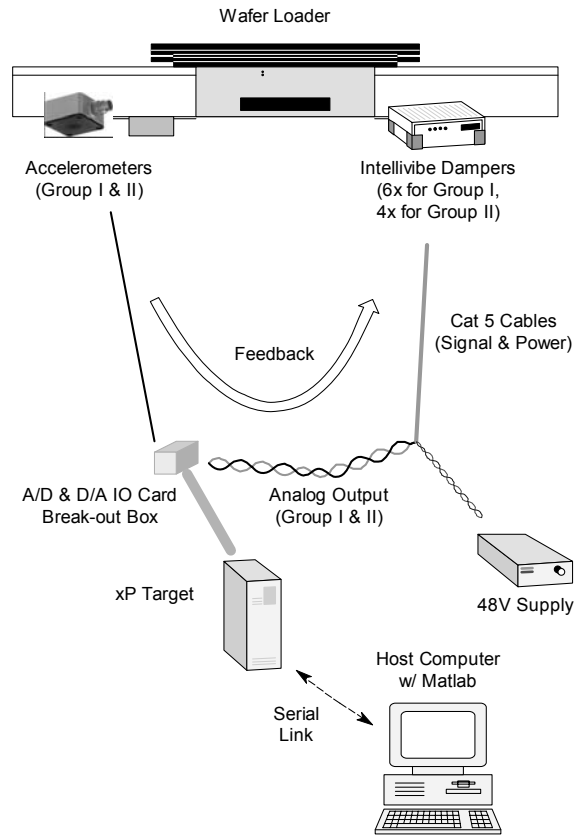 Wafer Loader
Accelerometers
(Group I & II)
Intellivibe Dampers
(6x for Group I,
4x for Group II)
Cat 5 Cables
(Signal & Power)
Feedback
A/D & D/A IO Card
Break-out Box
Analog Output
(Group I & II)
xP Target
48V Supply
Host Computer
w/ Matlab
Serial
Link